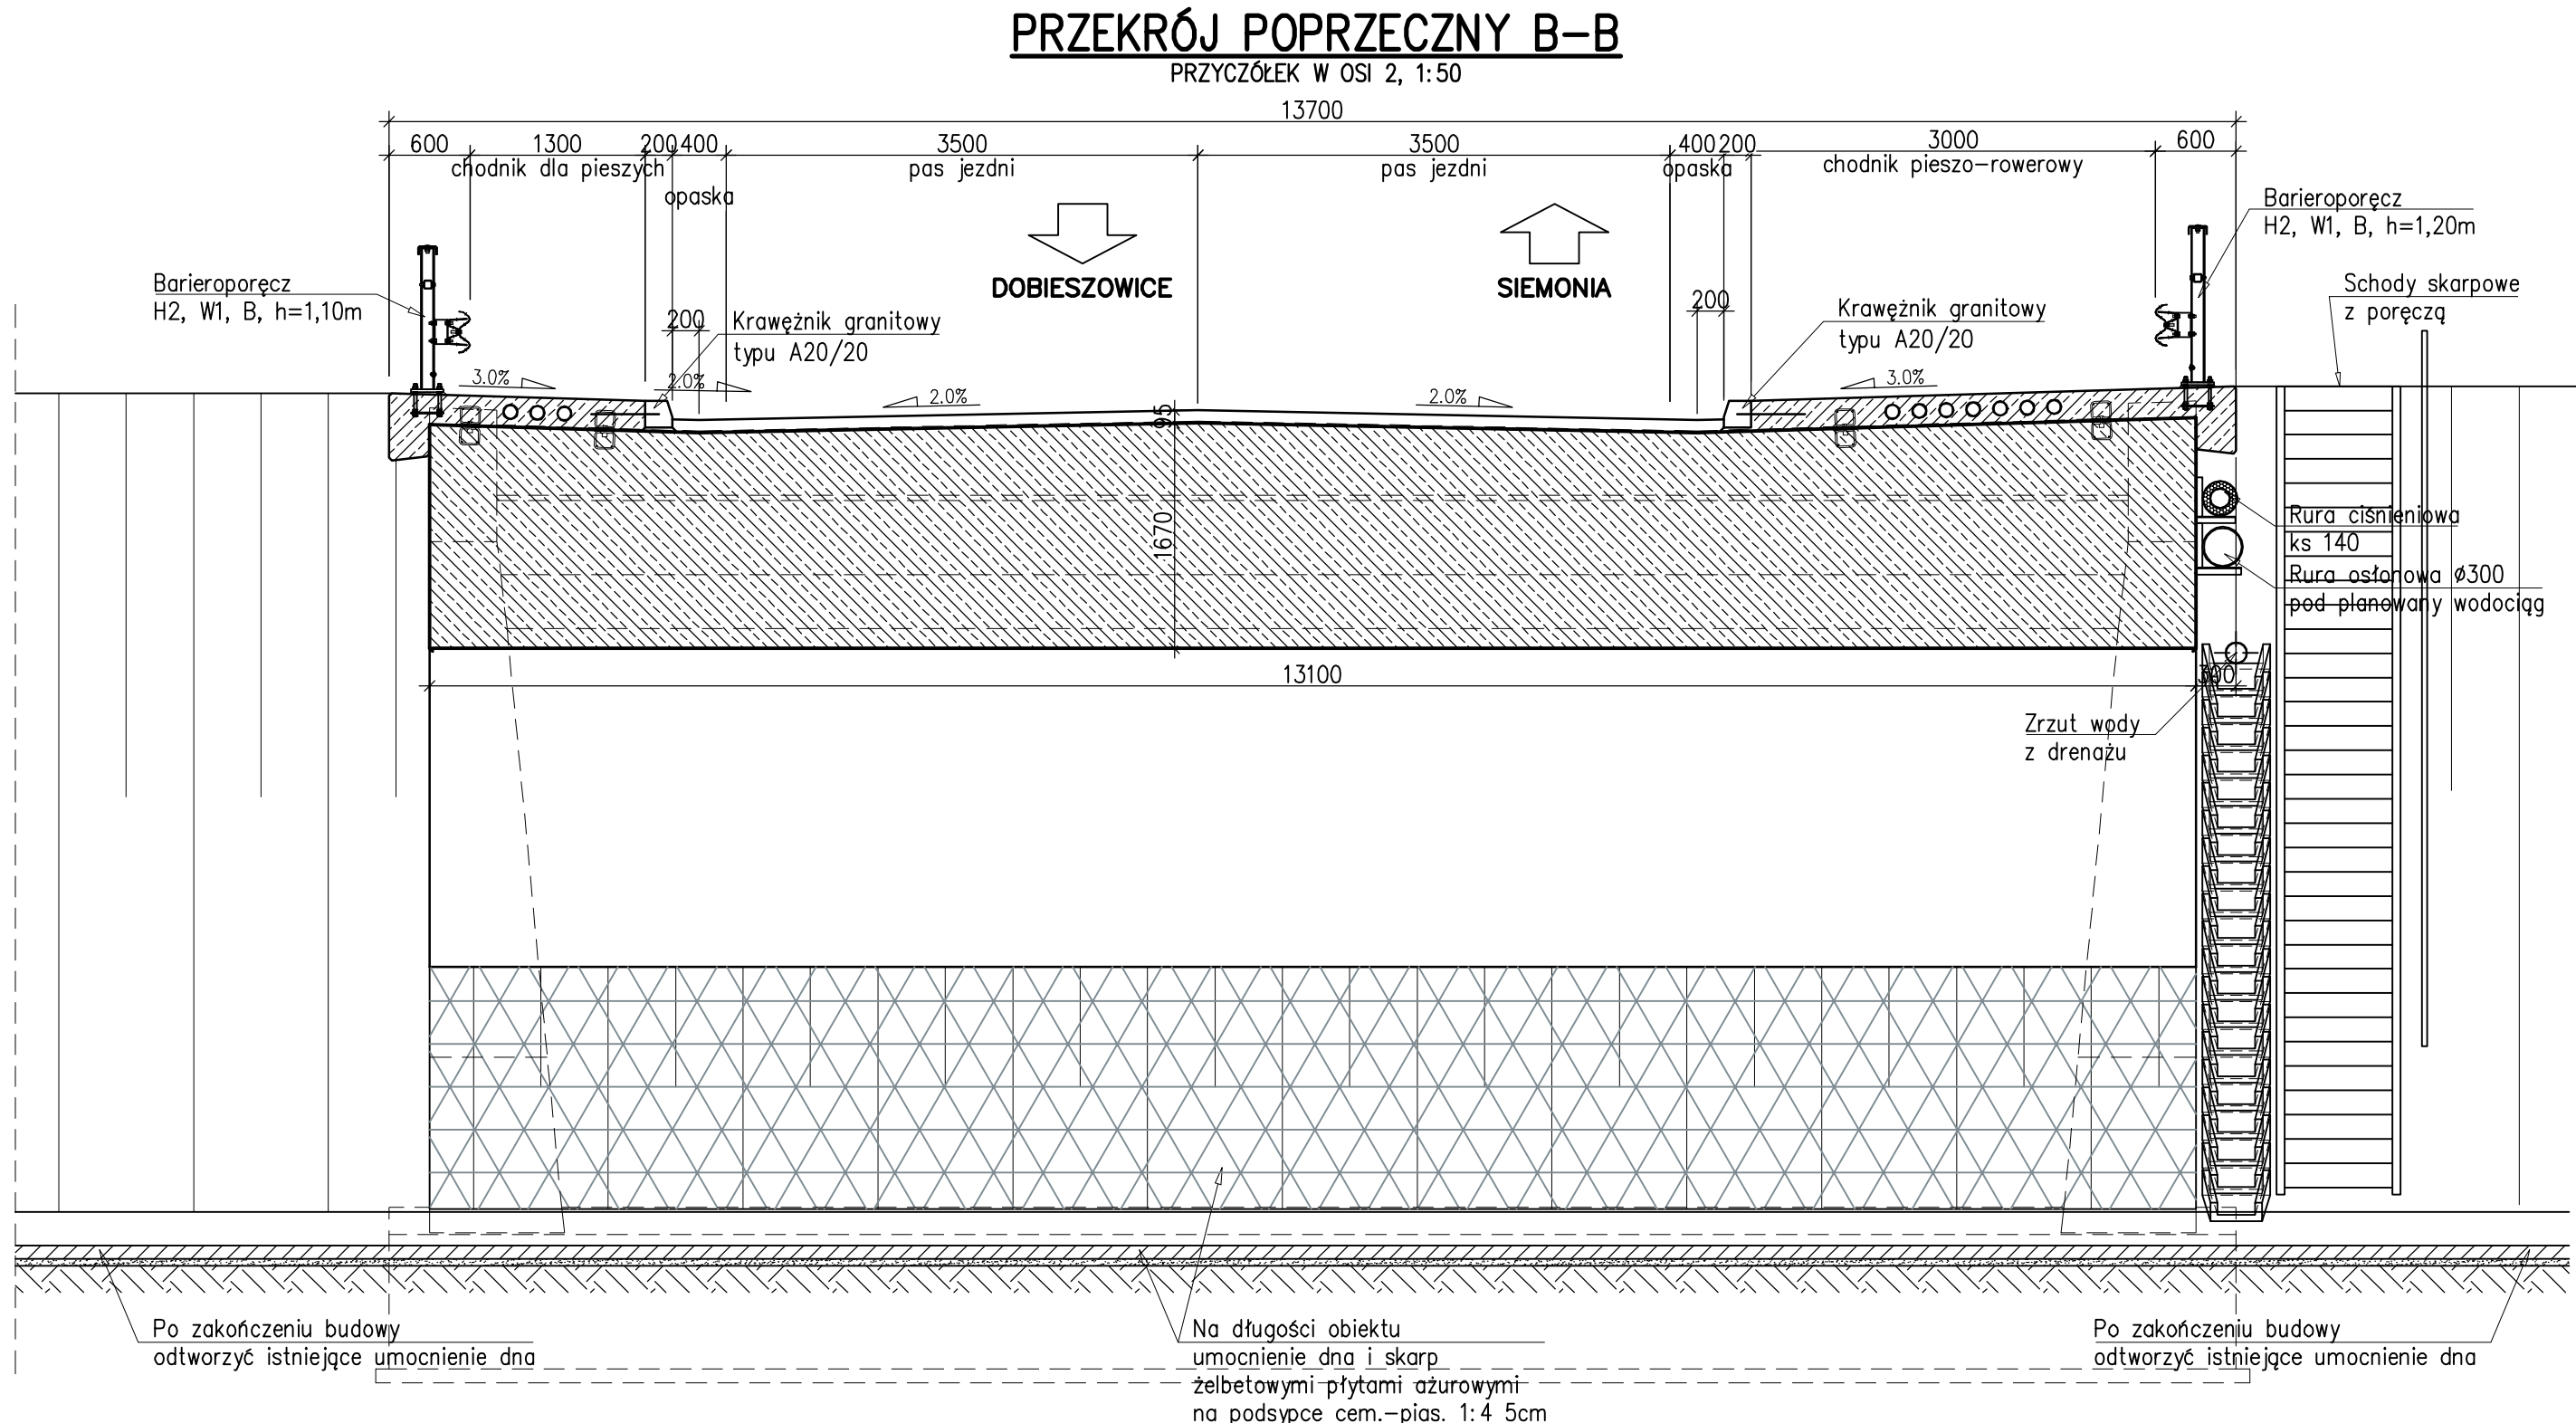 PRZEKRÓJ POPRZECZNY B-B
PRZYCZÓŁEK W OSI 2, 1:50
13700
600 1300 200 400 3500 3500 400 200 3000 600
chodnik dla pieszych
opaska
pas jezdni
pas jezdni
opaska
chodnik pieszo-rowerowy
Barieroporęcz
H2, W1, B, h=1,20m
Barieroporęcz
H2, W1, B, h=1,10m
DOBIESZOWICE
SIEMONIA
Schody skarpowe
z poręczą
200
Krawężnik granitowy
typu A20/20
200
Krawężnik granitowy
typu A20/20
3.0%
2.0%
2.0%
2.0%
3.0%
95
1670
Rura ciśnieniowa
ks 140
Rura osłonowa Ø300
pod planowany wodociąg
13100
300
Zrzut wody
z drenażu
Po zakończeniu budowy
odtworzyć istniejące umocnienie dna
Na długości obiektu
umocnienie dna i skarp
żelbetowymi płytami ażurowymi
na podsypce cem.-pias. 1:4 5cm
Po zakończeniu budowy
odtworzyć istniejące umocnienie dna